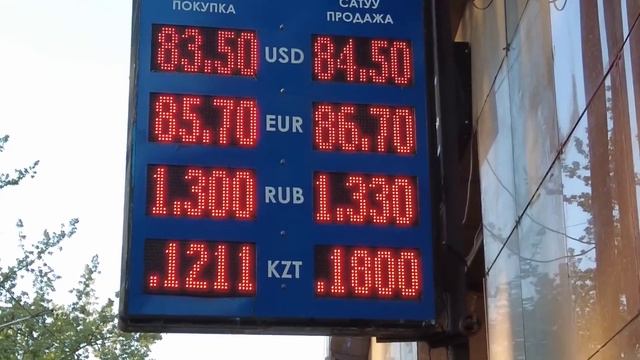 ПОКУПКА САТУУ
ПРОДАЖА
83.50 USD 84.50
85.70 EUR 86.70
1.300 RUB 1.330
.1211 KZT .1800